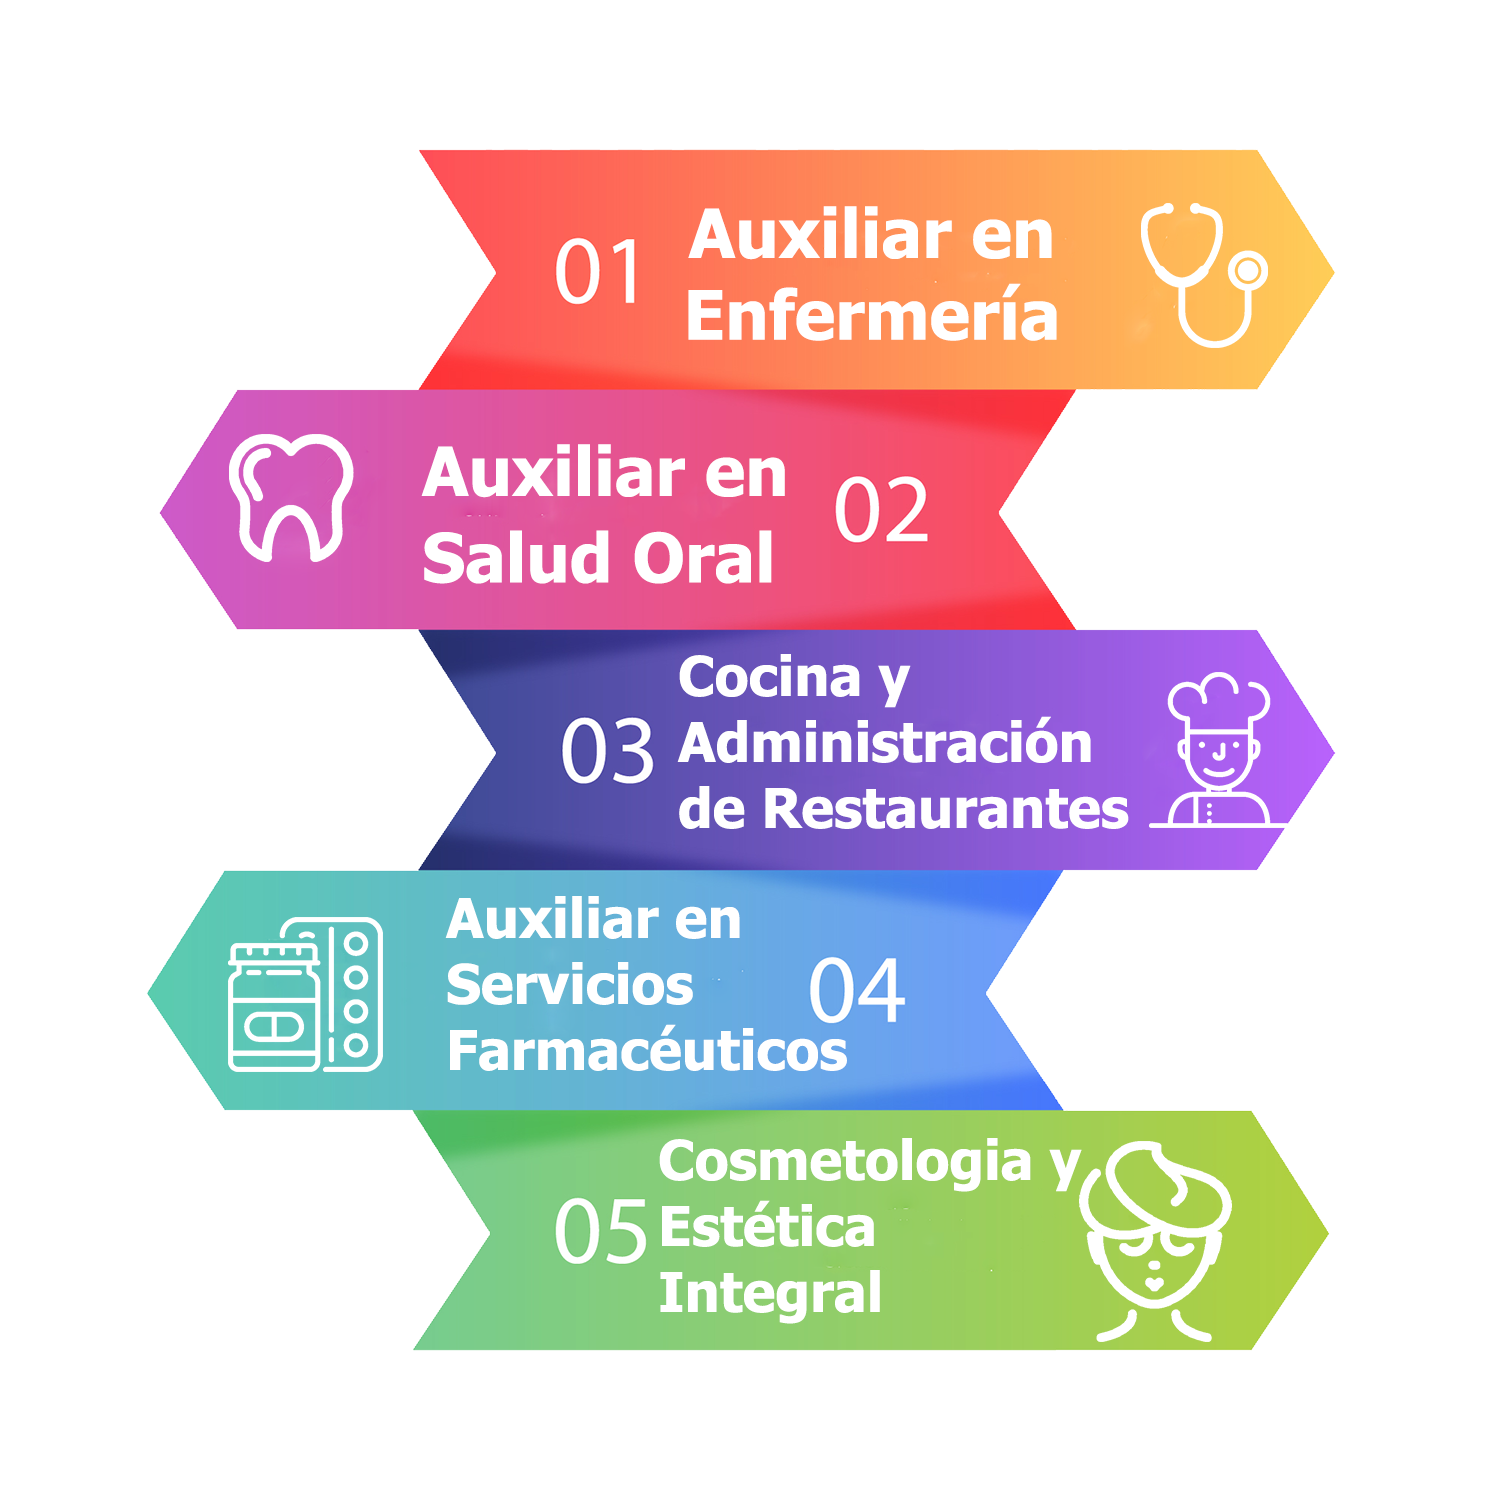 01
Auxiliar en
Enfermería
Auxiliar en
Salud Oral
02
03
Cocina y
Administración
de Restaurantes
Auxiliar en
Servicios
Farmacéuticos
04
05
Cosmetologia y
Estética
Integral